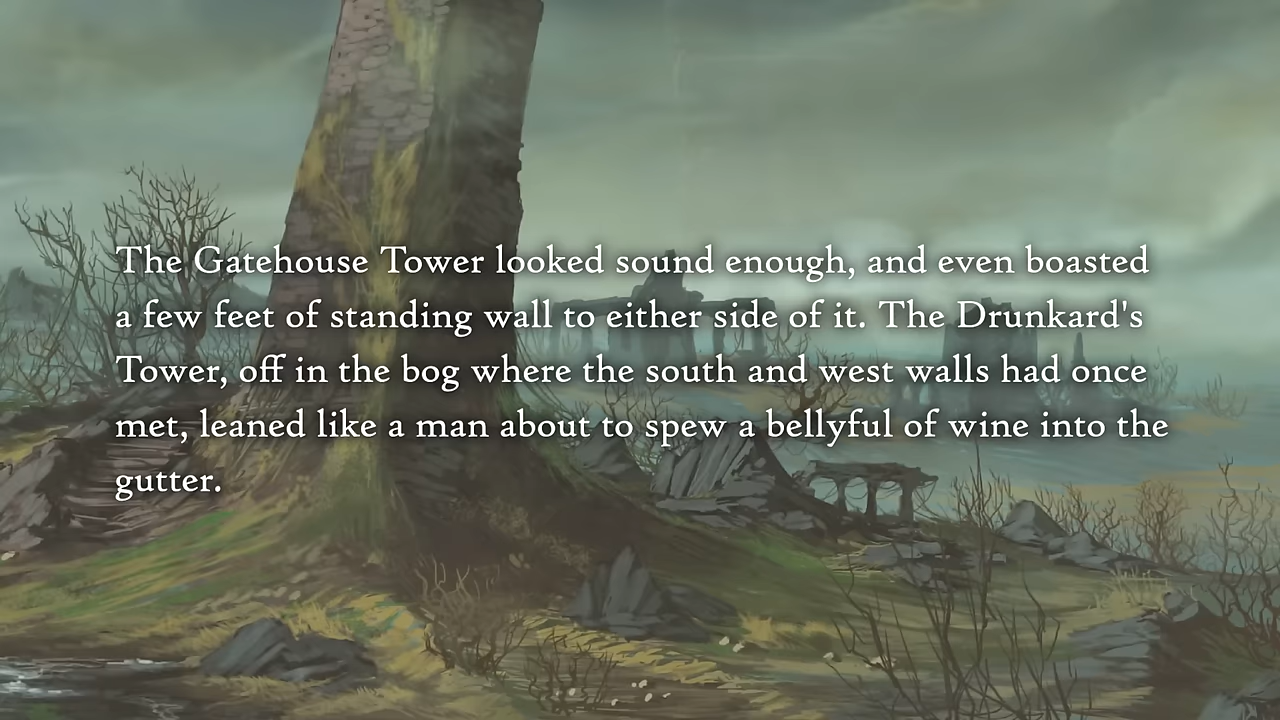 The Gatehouse Tower looked sound enough, and even boasted
a few feet of standing wall to either side of it. The Drunkard's
Tower, off in the bog where the south and west walls had once
met, leaned like a man about to spew a bellyful of wine into the
gutter.